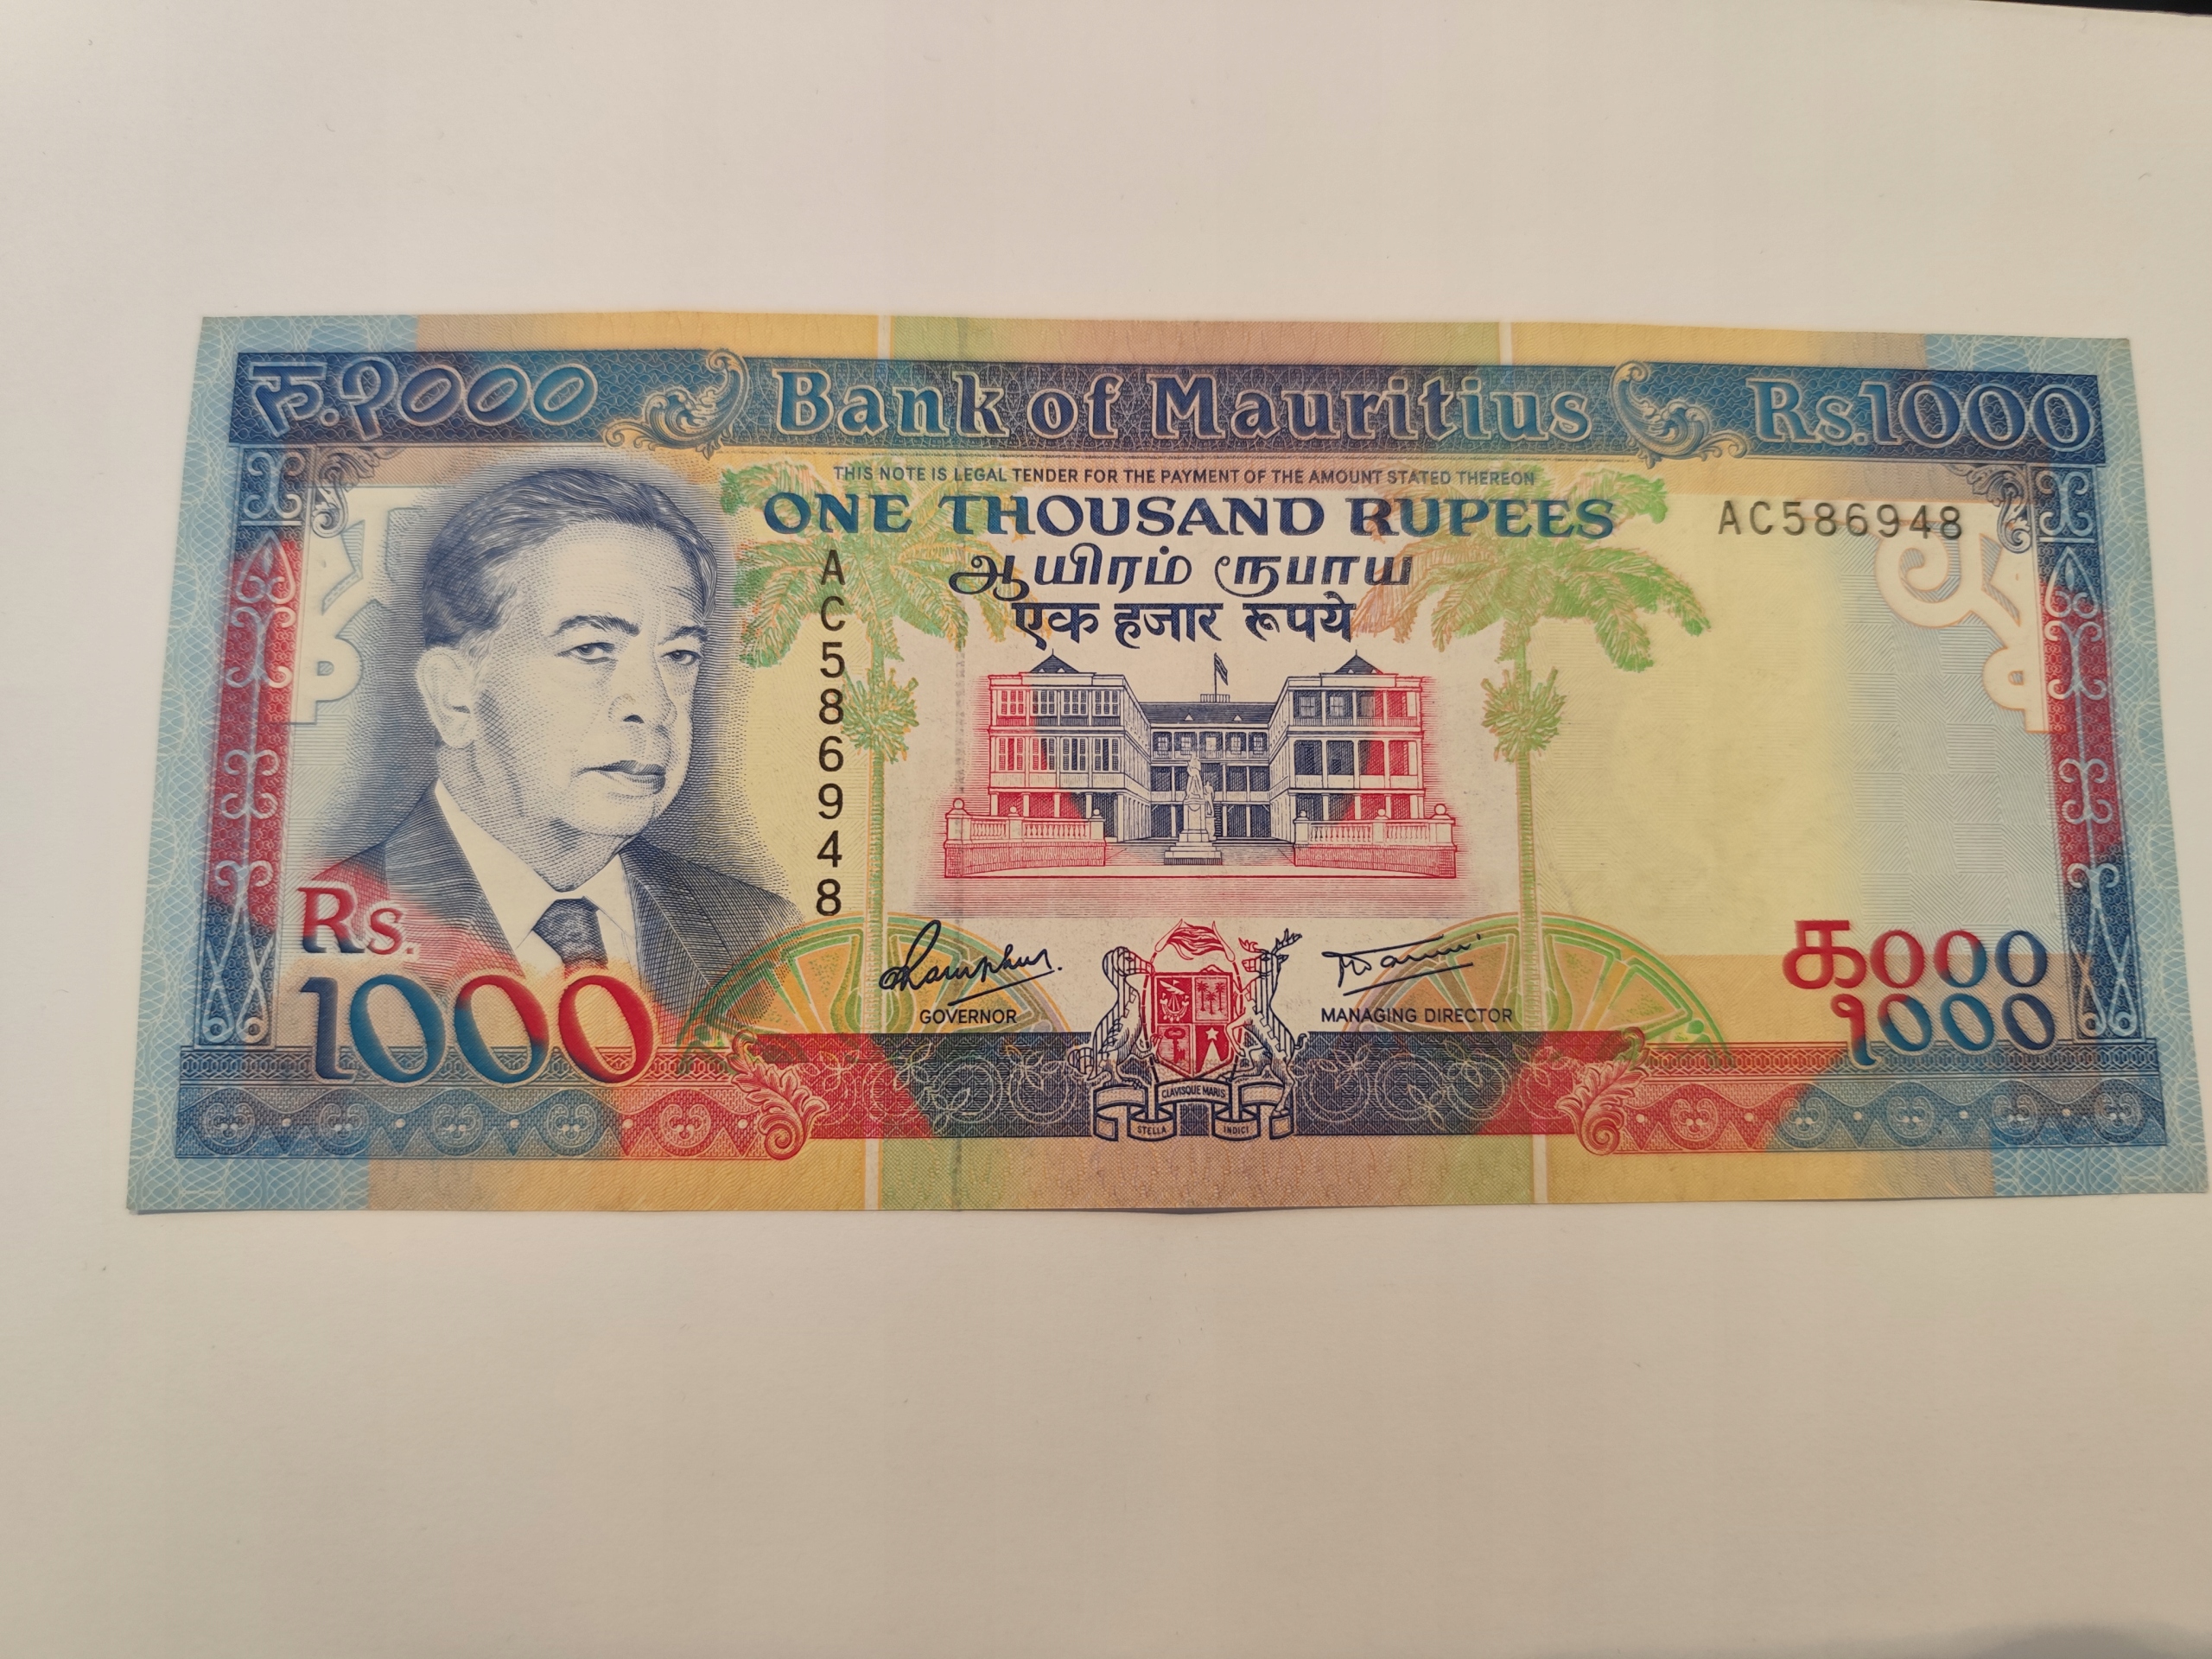 रु.१०००
Bank of Mauritius
Rs.1000
THIS NOTE IS LEGAL TENDER FOR THE PAYMENT OF THE AMOUNT STATED THEREON
ONE THOUSAND RUPEES
AC586948
ஆயிரம் ரூபாய
एक हजार रूपये
AC586948
Rs.
1000
GOVERNOR
MANAGING DIRECTOR
க000
१000
CLAVISQUE MARIS
STELLA
INDICI